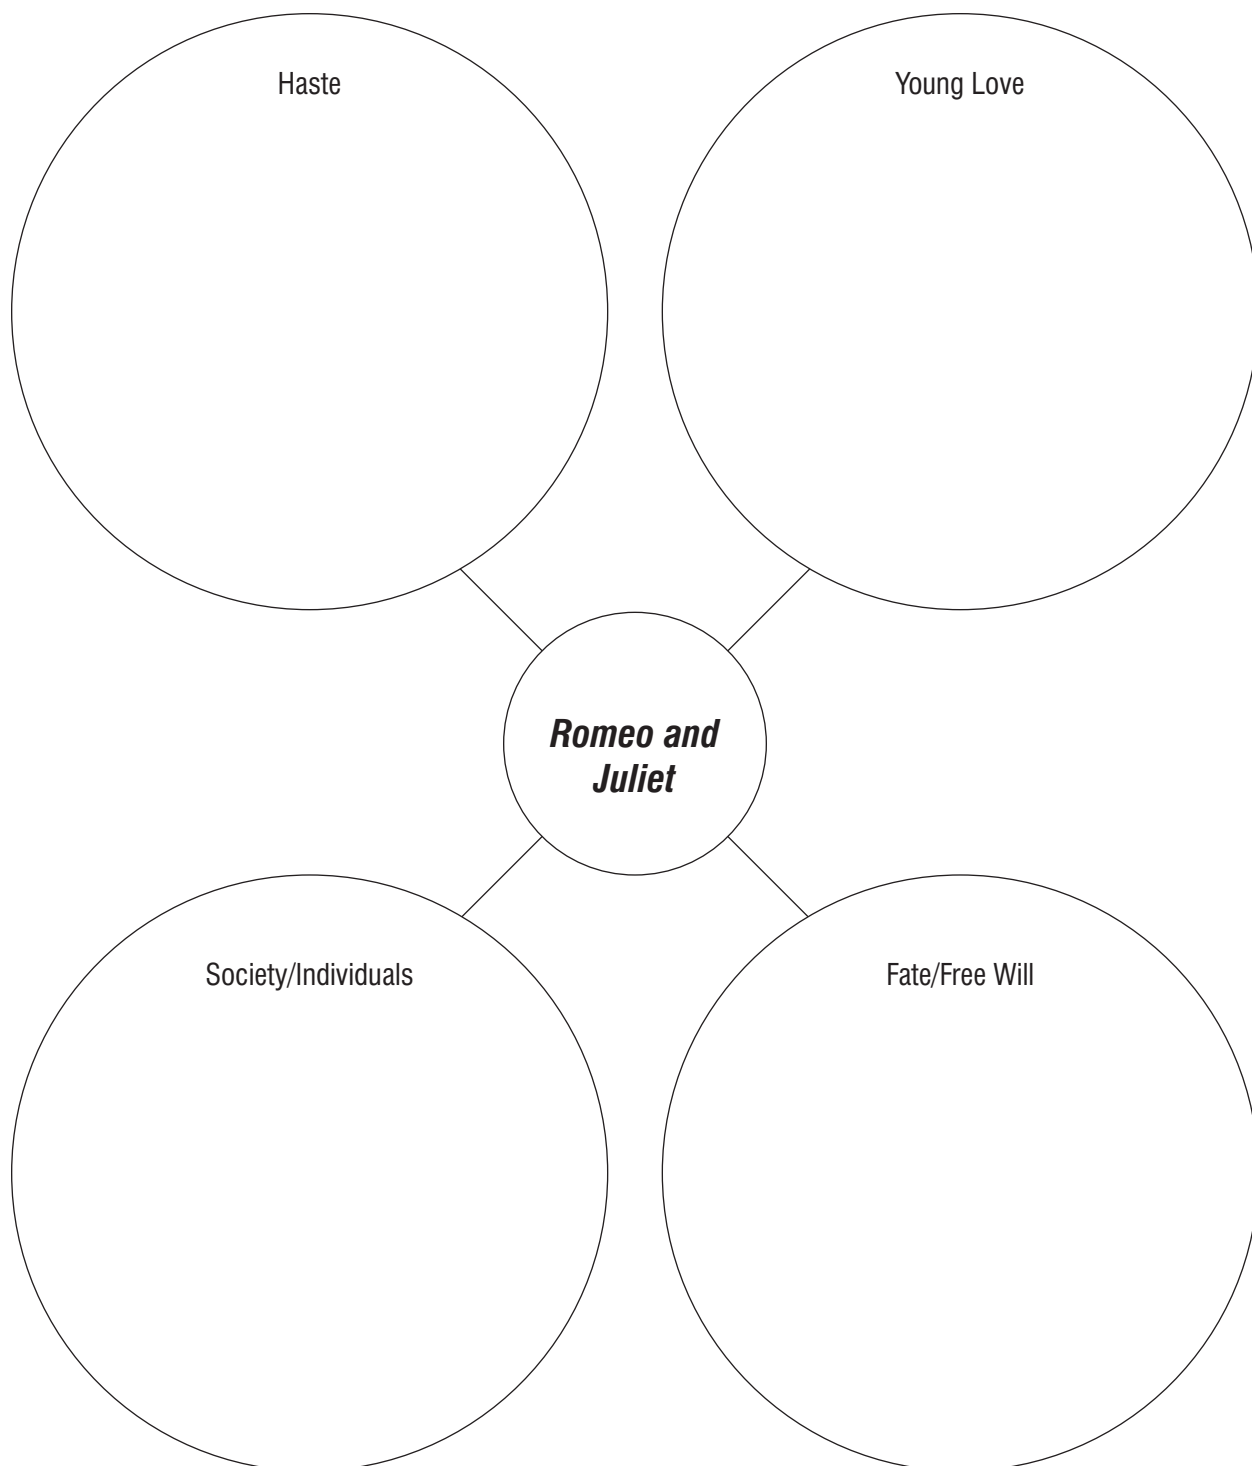 Haste
Young Love
Romeo and
Juliet
Society/Individuals
Fate/Free Will